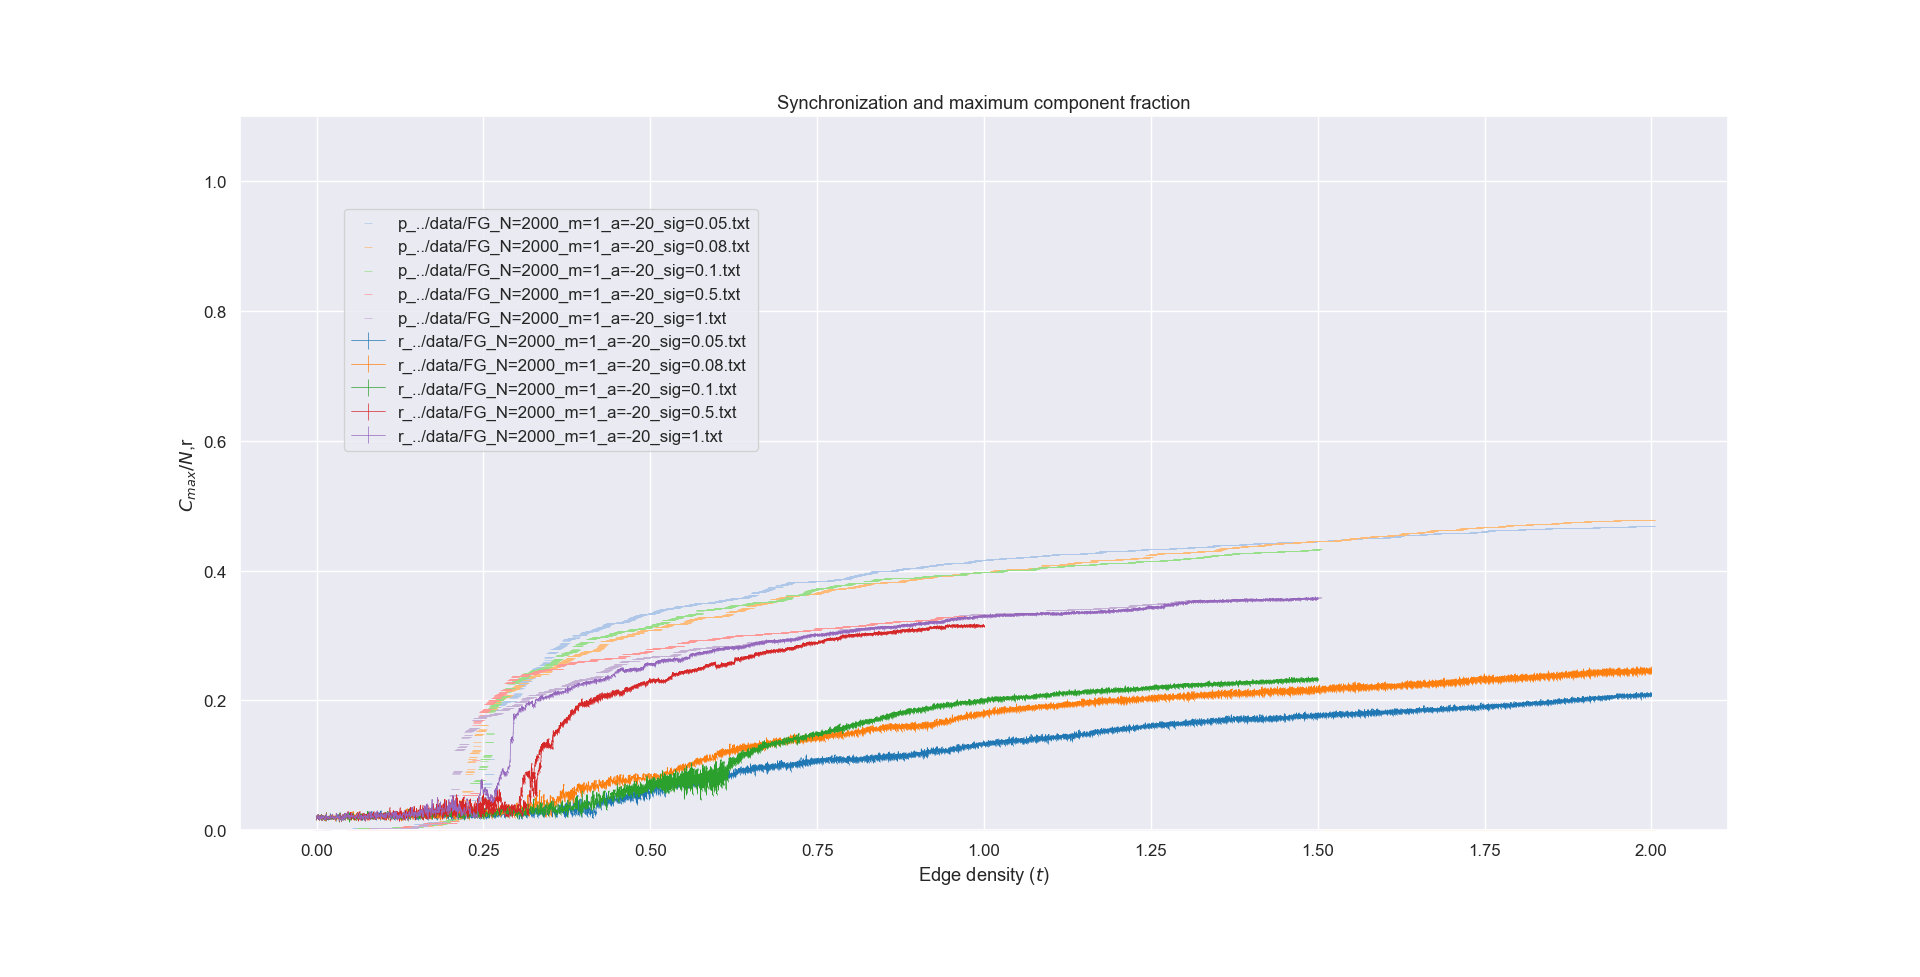 Synchronization and maximum component fraction
1.0
0.8
0.6
0.4
0.2
0.0
C_{max}/N,r
p_../data/FG_N=2000_m=1_a=-20_sig=0.05.txt
p_../data/FG_N=2000_m=1_a=-20_sig=0.08.txt
p_../data/FG_N=2000_m=1_a=-20_sig=0.1.txt
p_../data/FG_N=2000_m=1_a=-20_sig=0.5.txt
p_../data/FG_N=2000_m=1_a=-20_sig=1.txt
r_../data/FG_N=2000_m=1_a=-20_sig=0.05.txt
r_../data/FG_N=2000_m=1_a=-20_sig=0.08.txt
r_../data/FG_N=2000_m=1_a=-20_sig=0.1.txt
r_../data/FG_N=2000_m=1_a=-20_sig=0.5.txt
r_../data/FG_N=2000_m=1_a=-20_sig=1.txt
0.00 0.25 0.50 0.75 1.00 1.25 1.50 1.75 2.00
Edge density (t)